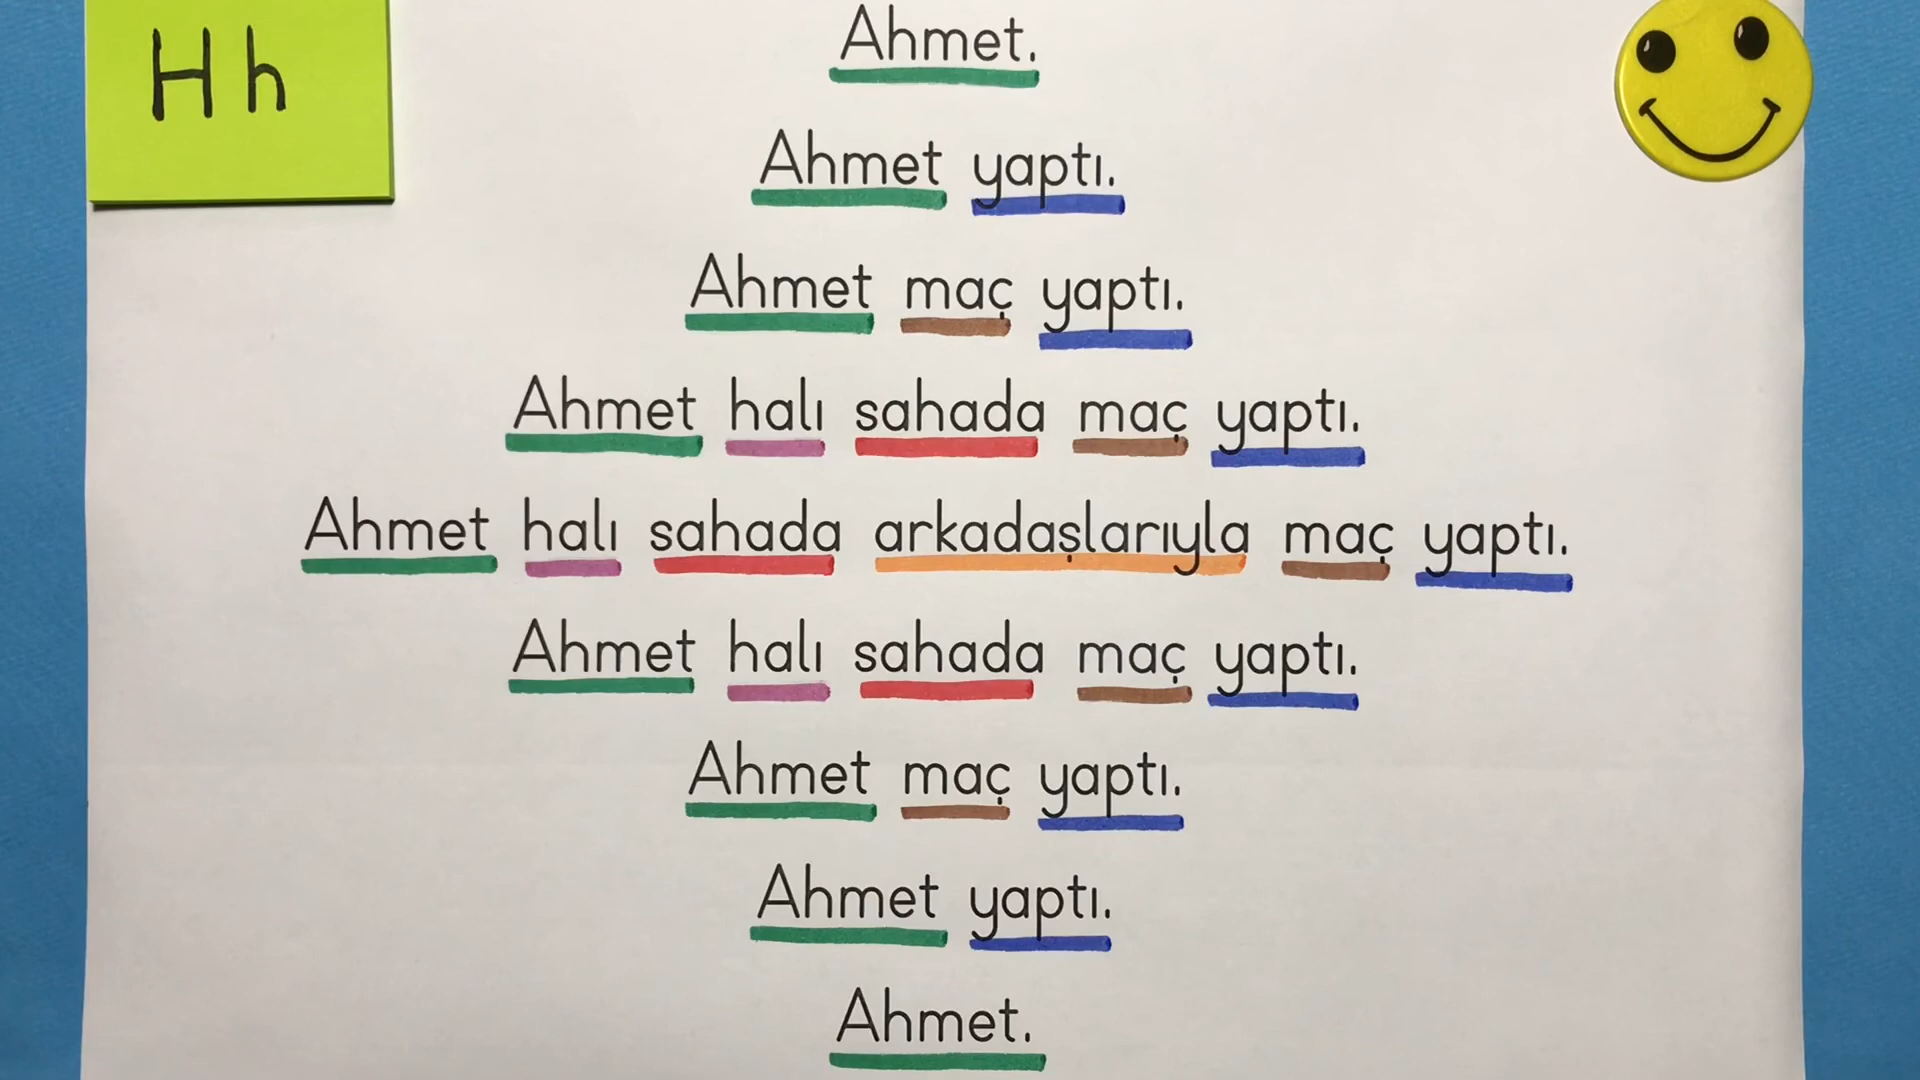 H h
Ahmet.
Ahmet yaptı.
Ahmet maç yaptı.
Ahmet halı sahada maç yaptı.
Ahmet halı sahada arkadaşlarıyla maç yaptı.
Ahmet halı sahada maç yaptı.
Ahmet maç yaptı.
Ahmet yaptı.
Ahmet.